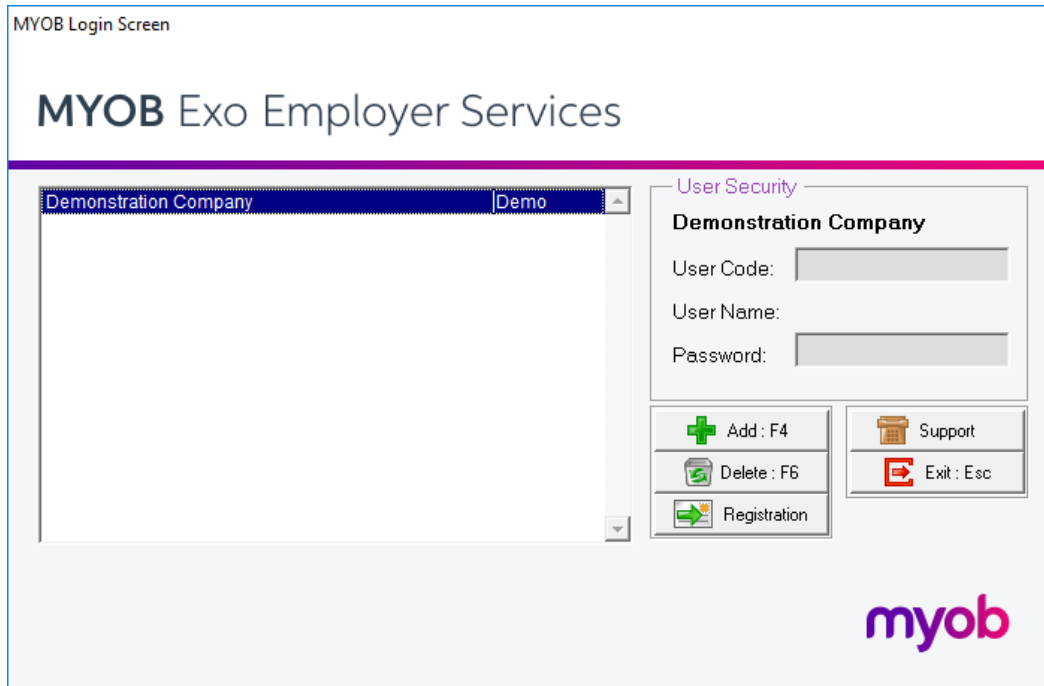 MYOB Login Screen
MYOB Exo Employer Services
Demonstration Company Demo
User Security
Demonstration Company
User Code:
User Name:
Password:
Add : F4
Support
Delete : F6
Exit : Esc
Registration
myob